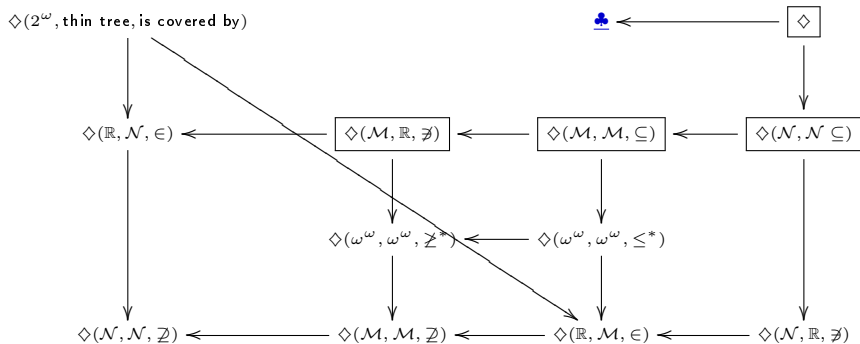 ♢(2^ω, thin tree, is covered by) ♣ ♢
♢(ℝ, 𝒩, ∈) ♢(ℳ, ℝ, ∌) ♢(ℳ, ℳ, ⊆) ♢(𝒩, 𝒩 ⊆)
♢(ω^ω, ω^ω, ≱*) ♢(ω^ω, ω^ω, ≤*)
♢(𝒩, 𝒩, ⊉) ♢(ℳ, ℳ, ⊉) ♢(ℝ, ℳ, ∈) ♢(𝒩, ℝ, ∌)